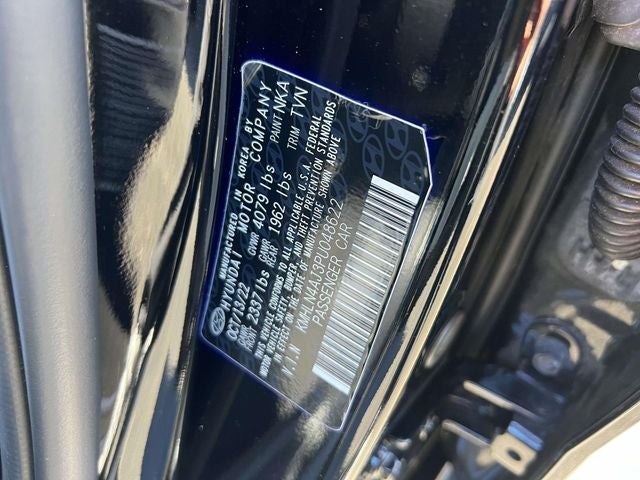 MANUFACTURED IN KOREA BY
HYUNDAI MOTOR COMPANY
OCT/13/22 GVWR 4079 lbs PAINT NKA
GAWR FRONT 2337 lbs GAWR REAR 1962 lbs TRIM TVN
THIS VEHICLE CONFORMS TO ALL APPLICABLE U.S.A. FEDERAL
MOTOR VEHICLE SAFETY, BUMPER, AND THEFT PREVENTION STANDARDS
IN EFFECT ON THE DATE OF MANUFACTURE SHOWN ABOVE
V.I.N KMHLN4AJ3PU048622
PASSENGER CAR